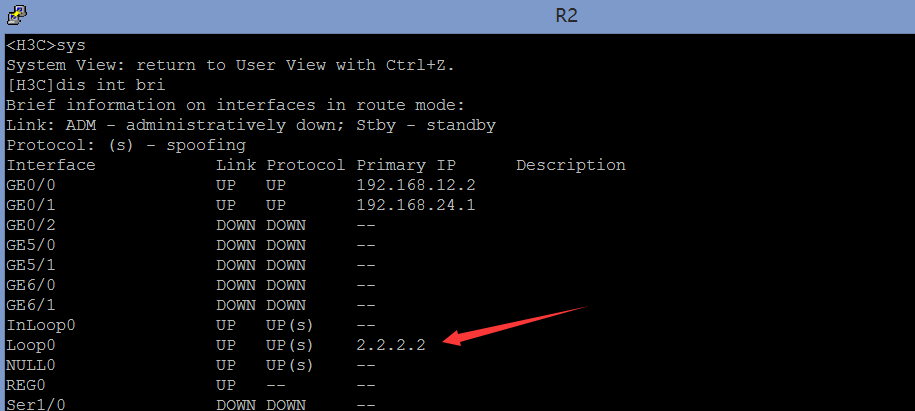 R2
<H3C>sys
System View: return to User View with Ctrl+Z.
[H3C]dis int bri
Brief information on interfaces in route mode:
Link: ADM - administratively down; Stby - standby
Protocol: (s) - spoofing
Interface Link Protocol Primary IP Description
GE0/0 UP UP 192.168.12.2
GE0/1 UP UP 192.168.24.1
GE0/2 DOWN DOWN --
GE5/0 DOWN DOWN --
GE5/1 DOWN DOWN --
GE6/0 DOWN DOWN --
GE6/1 DOWN DOWN --
InLoop0 UP UP(s) --
Loop0 UP UP(s) 2.2.2.2
NULL0 UP UP(s) --
REG0 UP -- --
Ser1/0 DOWN DOWN --